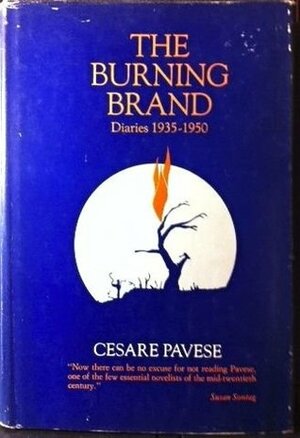 THE
BURNING
BRAND
Diaries 1935-1950
CESARE PAVESE
"Now there can be no excuse for not reading Pavese,
one of the few essential novelists of the mid-twentieth
century."
Susan Sontag